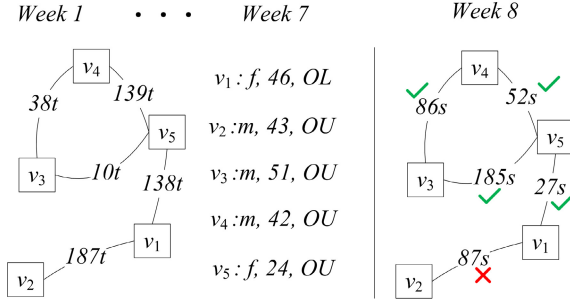 Week 1 • • • Week 7
v₄
38t
139t
v₅
v₃
10t
138t
v₁
187t
v₂
v₁ : f, 46, OL
v₂ :m, 43, OU
v₃ :m, 51, OU
v₄ :m, 42, OU
v₅ : f, 24, OU
Week 8
v₄
86s
52s
v₅
v₃
185s
27s
v₁
87s
v₂